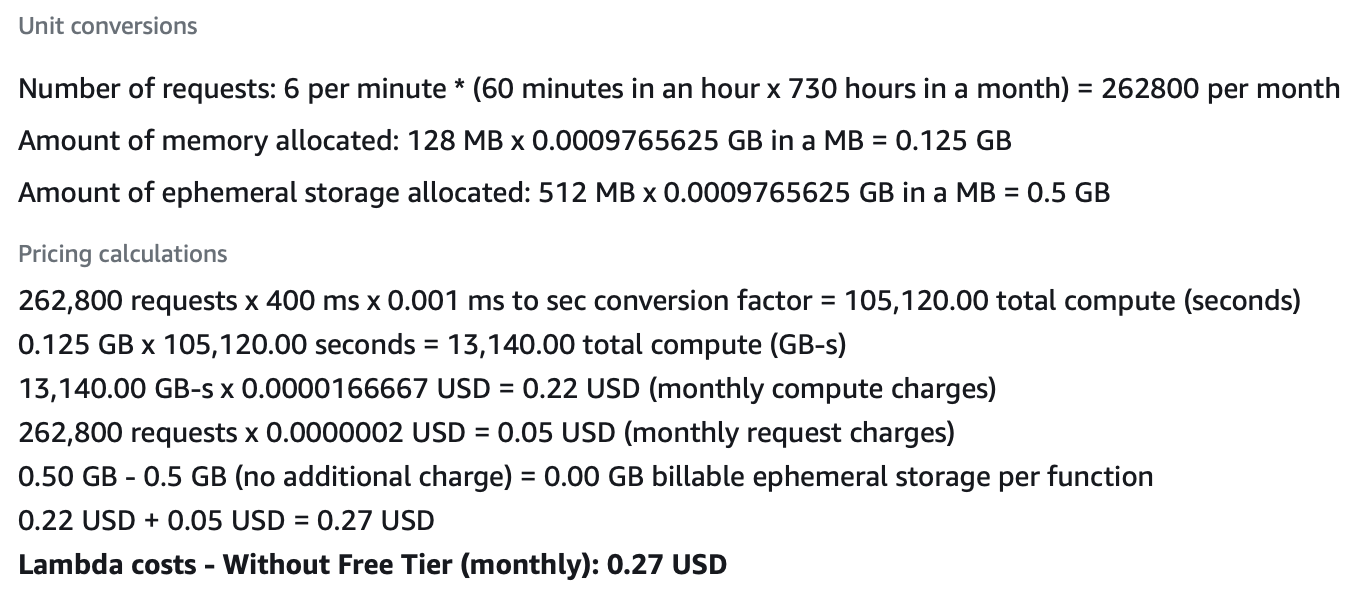 Unit conversions
Number of requests: 6 per minute * (60 minutes in an hour x 730 hours in a month) = 262800 per month
Amount of memory allocated: 128 MB x 0.0009765625 GB in a MB = 0.125 GB
Amount of ephemeral storage allocated: 512 MB x 0.0009765625 GB in a MB = 0.5 GB
Pricing calculations
262,800 requests x 400 ms x 0.001 ms to sec conversion factor = 105,120.00 total compute (seconds)
0.125 GB x 105,120.00 seconds = 13,140.00 total compute (GB-s)
13,140.00 GB-s x 0.0000166667 USD = 0.22 USD (monthly compute charges)
262,800 requests x 0.0000002 USD = 0.05 USD (monthly request charges)
0.50 GB - 0.5 GB (no additional charge) = 0.00 GB billable ephemeral storage per function
0.22 USD + 0.05 USD = 0.27 USD
Lambda costs - Without Free Tier (monthly): 0.27 USD